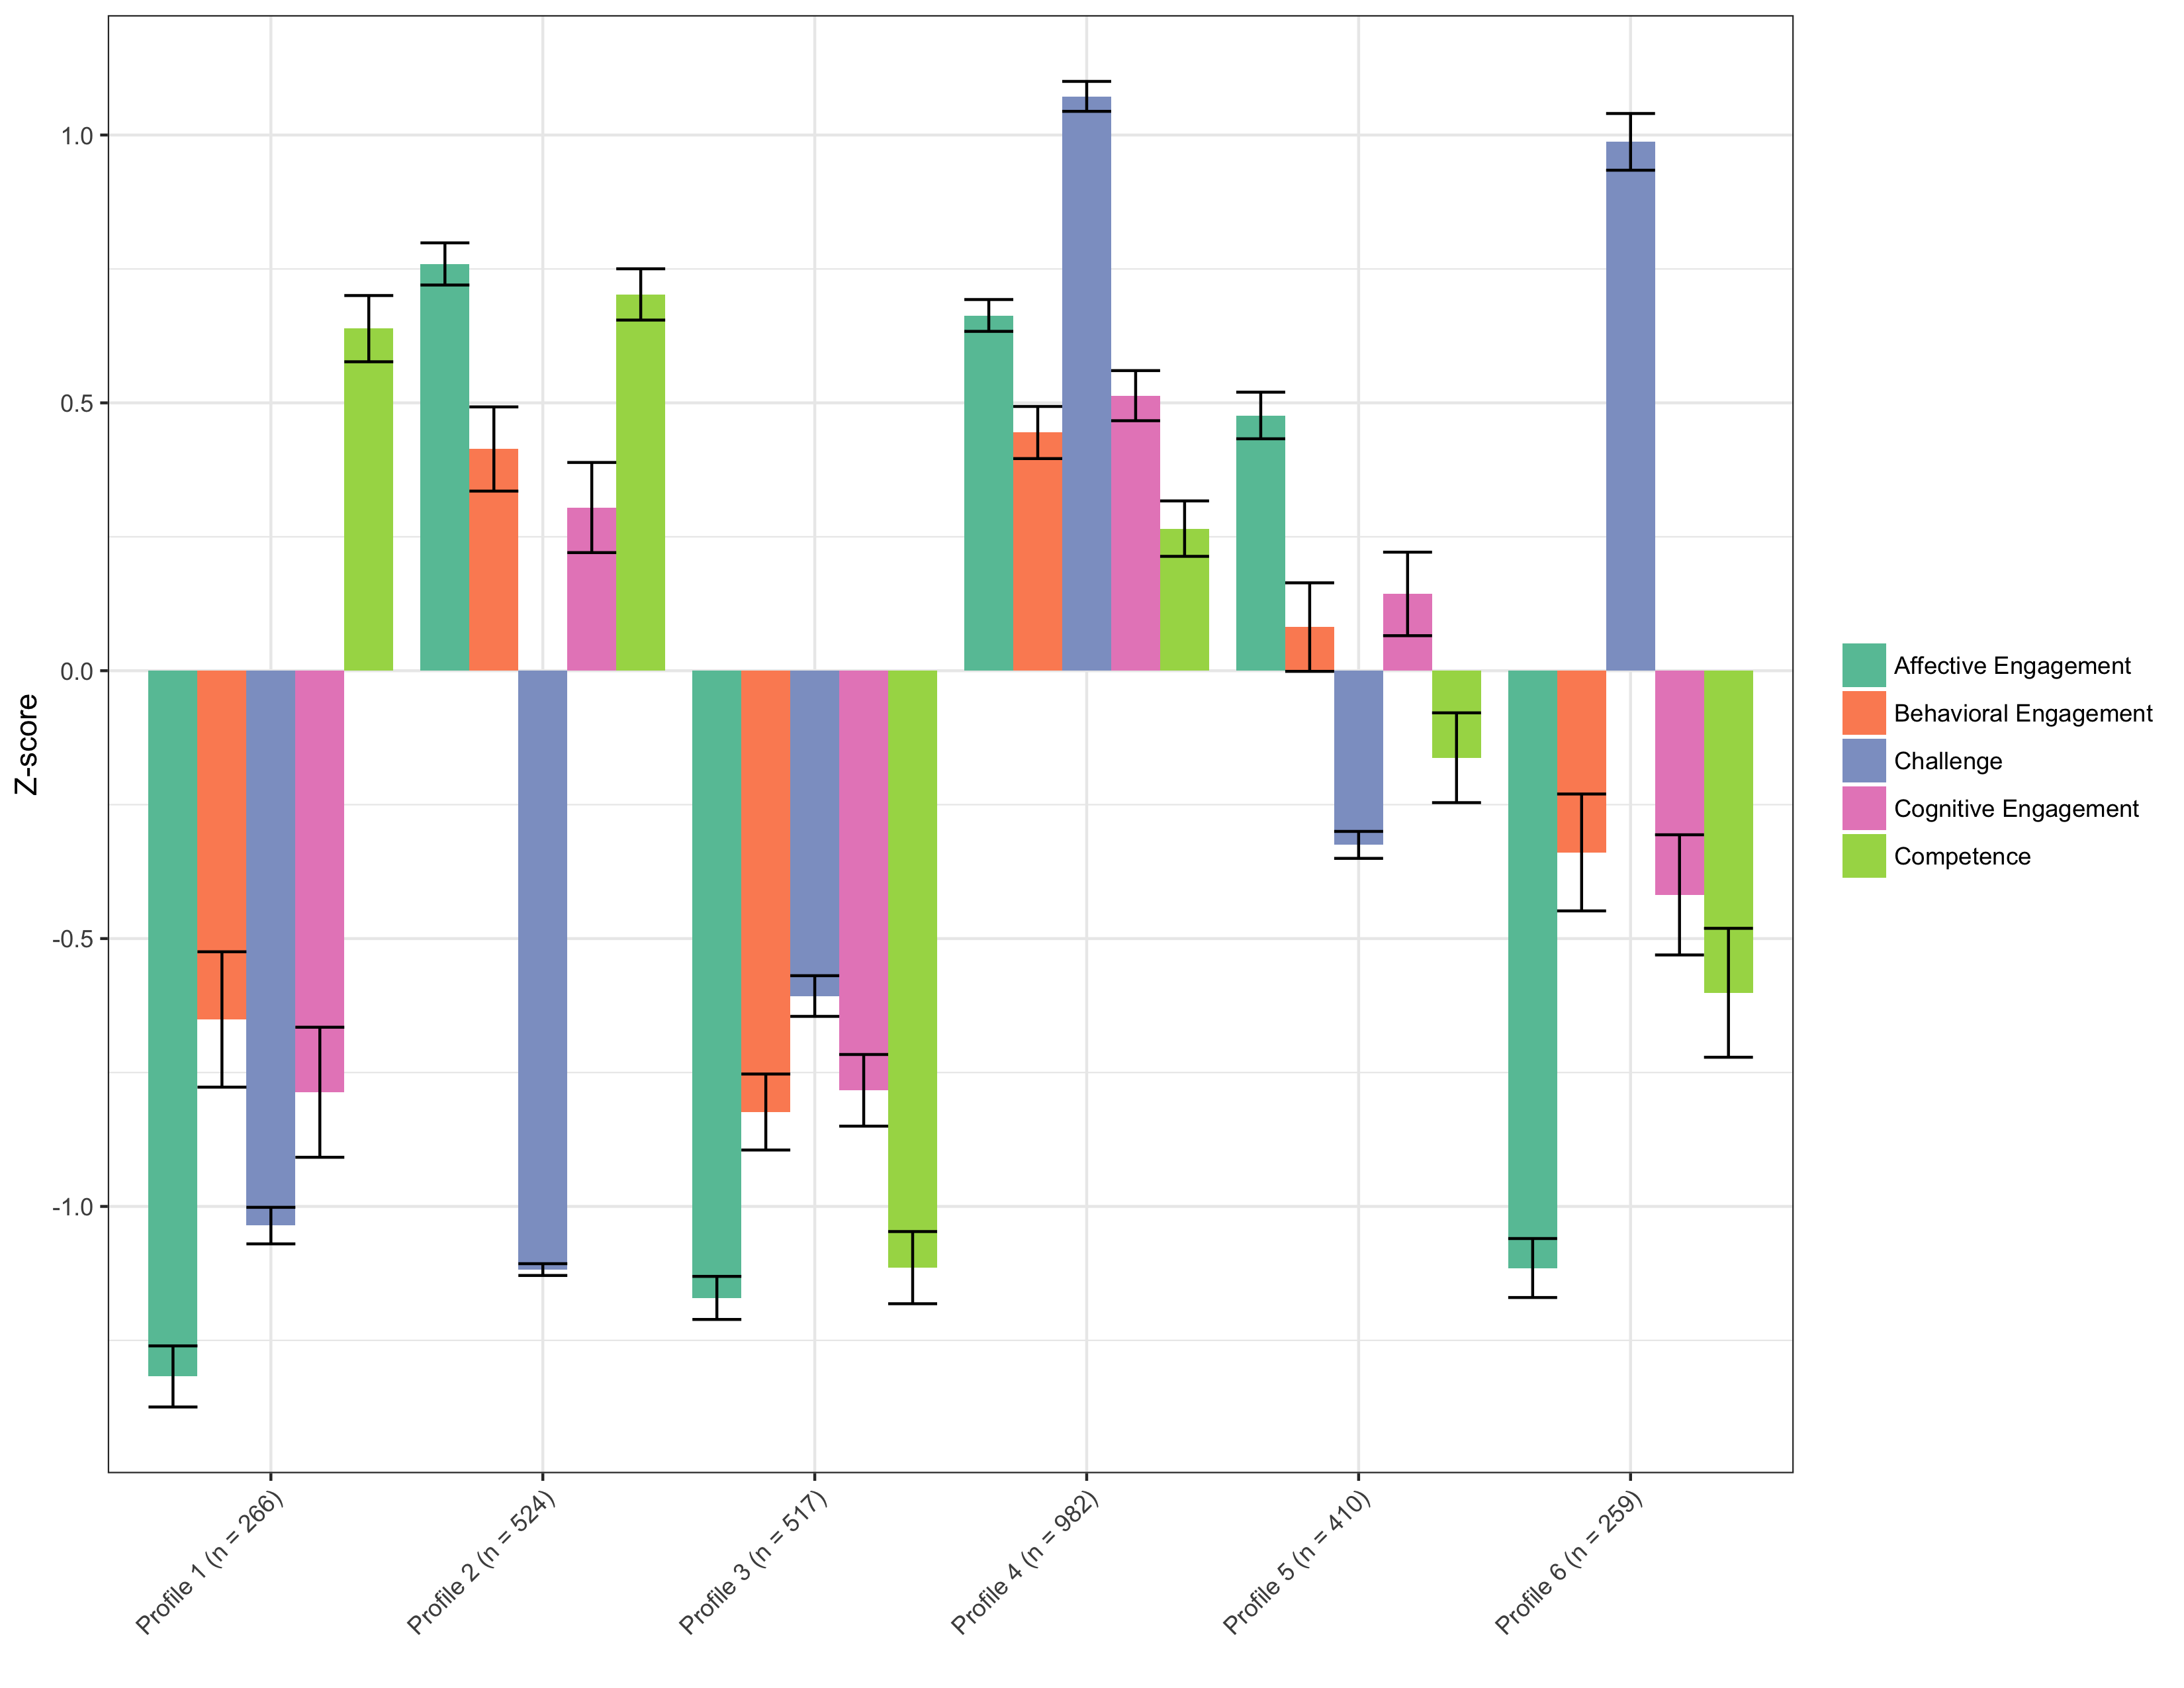 1.0
0.5
0.0
-0.5
-1.0
Z-score
Profile 1 (n = 266)
Profile 2 (n = 524)
Profile 3 (n = 517)
Profile 4 (n = 982)
Profile 5 (n = 410)
Profile 6 (n = 259)
Affective Engagement
Behavioral Engagement
Challenge
Cognitive Engagement
Competence